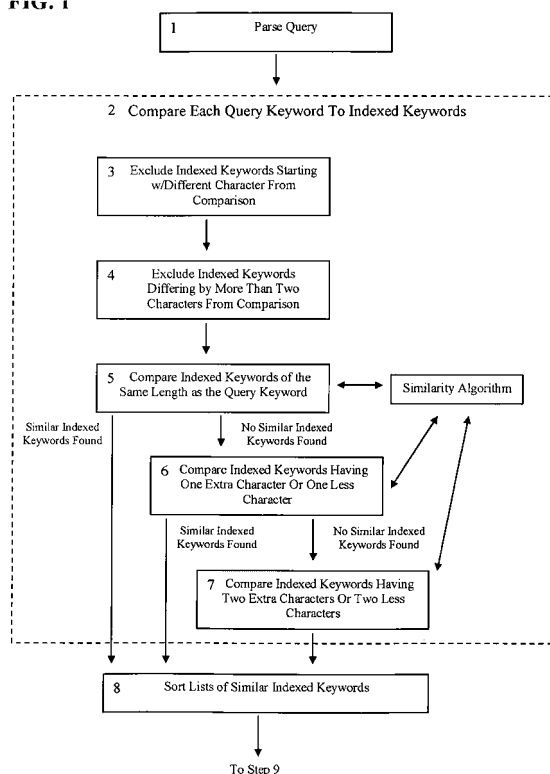 FIG. 1
1 Parse Query
2 Compare Each Query Keyword To Indexed Keywords
3 Exclude Indexed Keywords Starting
w/Different Character From
Comparison
4 Exclude Indexed Keywords
Differing by More Than Two
Characters From Comparison
5 Compare Indexed Keywords of the
Same Length as the Query Keyword
Similarity Algorithm
Similar Indexed
Keywords Found
No Similar Indexed
Keywords Found
6 Compare Indexed Keywords Having
One Extra Character Or One Less
Character
Similar Indexed
Keywords Found
No Similar Indexed
Keywords Found
7 Compare Indexed Keywords Having
Two Extra Characters Or Two Less
Characters
8 Sort Lists of Similar Indexed Keywords
To Step 9